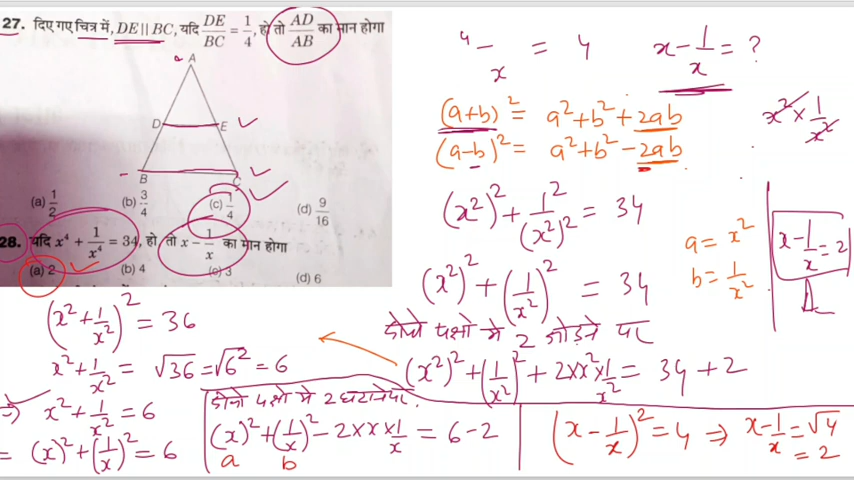 27. दिए गए चित्र में, DE || BC, यदि DE/BC = 1/4, हो तो AD/AB का मान होगा
A
D E
B C
(a) 1/2 (b) 3/4 (c) 1/4 (d) 9/16
28. यदि x⁴ + 1/x⁴ = 34, हो तो x − 1/x का मान होगा
(a) 2 (b) 4 (c) 3 (d) 6
(x² + 1/x²)² = 36
x² + 1/x² = √36 = √6² = 6
⇒ x² + 1/x² = 6
= (x)² + (1/x)² = 6
4 − x = 4 x − 1/x = ?
(a+b)² = a² + b² + 2ab
(a-b)² = a² + b² − 2ab
x² × 1/x²
(x²)² + 1²/(x²)² = 34
(x²)² + (1/x²)² = 34
a = x²
b = 1/x²
x − 1/x = 2
दोनो पक्षो मे 2 जोड़ने पर
(x²)² + (1/x²)² + 2×x²×1/x² = 34 + 2
दोनो पक्षो मे 2 घटाने पर
(x)² + (1/x)² − 2×x×1/x = 6 − 2
a b
(x − 1/x)² = 4 ⇒ x − 1/x = √4
= 2